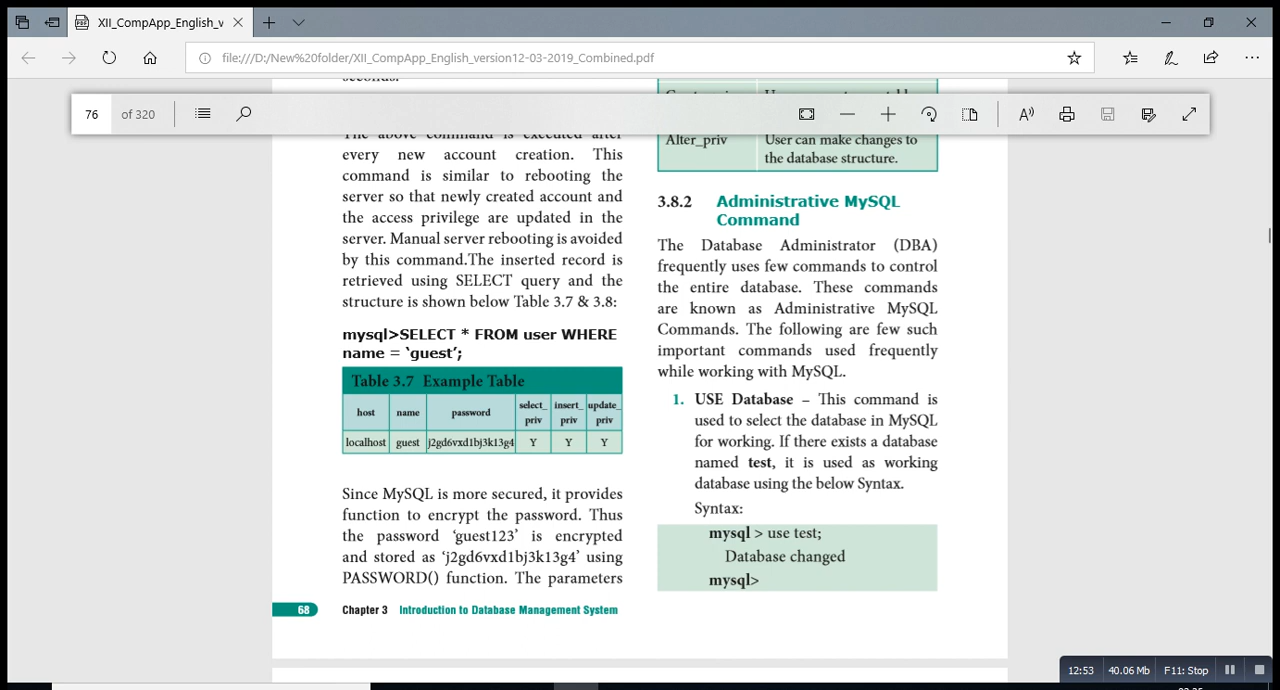 XII_CompApp_English_v
file:///D:/New%20folder/XII_CompApp_English_version12-03-2019_Combined.pdf
76 of 320
seconds.
The above command is executed after
every new account creation. This
command is similar to rebooting the
server so that newly created account and
the access privilege are updated in the
server. Manual server rebooting is avoided
by this command.The inserted record is
retrieved using SELECT query and the
structure is shown below Table 3.7 & 3.8:
mysql>SELECT * FROM user WHERE
name = ‘guest’;
Table 3.7 Example Table
host name password select_ priv insert_ priv update_ priv
localhost guest j2gd6vxd1bj3k13g4 Y Y Y
Since MySQL is more secured, it provides
function to encrypt the password. Thus
the password ‘guest123’ is encrypted
and stored as ‘j2gd6vxd1bj3k13g4’ using
PASSWORD() function. The parameters
Alter_priv User can make changes to
the database structure.
3.8.2 Administrative MySQL
Command
The Database Administrator (DBA)
frequently uses few commands to control
the entire database. These commands
are known as Administrative MySQL
Commands. The following are few such
important commands used frequently
while working with MySQL.
1. USE Database – This command is
used to select the database in MySQL
for working. If there exists a database
named test, it is used as working
database using the below Syntax.
Syntax:
mysql > use test;
Database changed
mysql>
68 Chapter 3 Introduction to Database Management System
12:53 40.06 Mb F11: Stop